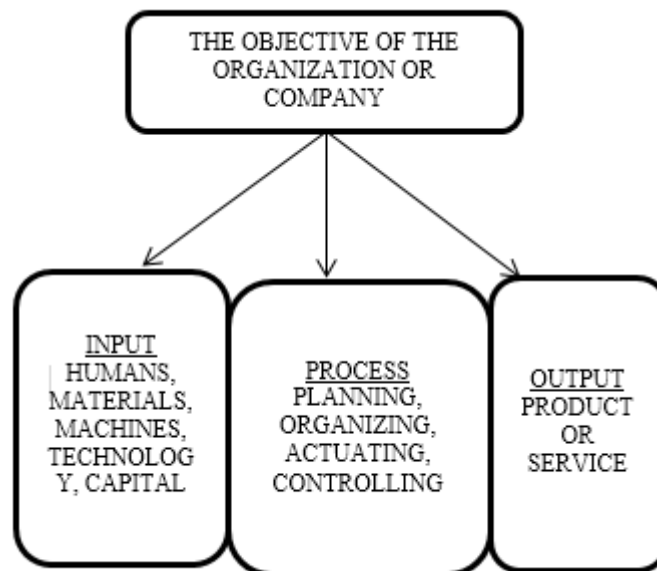 THE OBJECTIVE OF THE
ORGANIZATION OR
COMPANY
INPUT
HUMANS,
MATERIALS,
MACHINES,
TECHNOLOG
Y, CAPITAL
PROCESS
PLANNING,
ORGANIZING,
ACTUATING,
CONTROLLING
OUTPUT
PRODUCT
OR
SERVICE